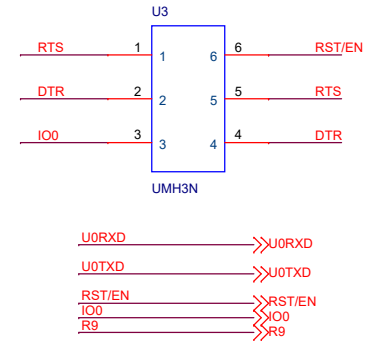 U3
RTS 1 1 6 6 RST/EN
DTR 2 2 5 5 RTS
IO0 3 3 4 4 DTR
UMH3N
U0RXD U0RXD
U0TXD U0TXD
RST/EN RST/EN
IO0 IO0
R9 R9